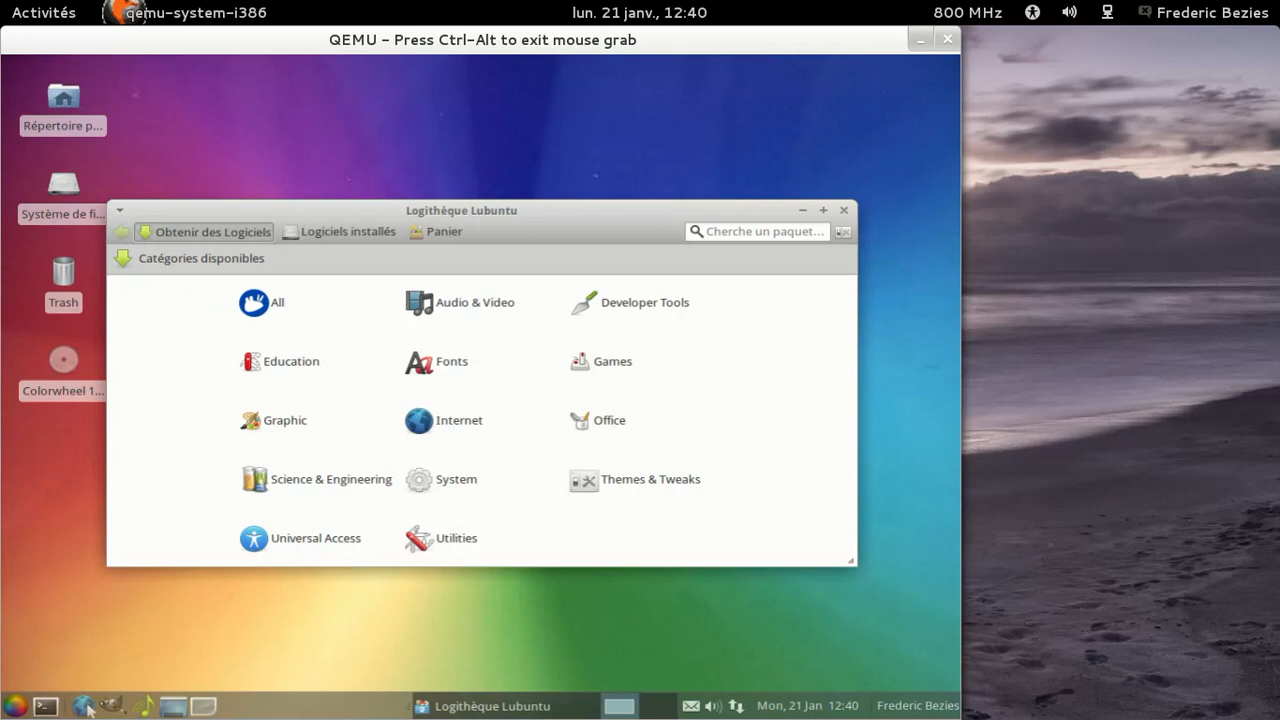 Activités qemu-system-i386 lun. 21 janv., 12:40 800 MHz Frederic Bezies
QEMU - Press Ctrl-Alt to exit mouse grab
Répertoire p...
Système de fi...
Trash
Colorwheel 1...
Logithèque Lubuntu
Obtenir des Logiciels Logiciels installés Panier Cherche un paquet...
Catégories disponibles
All Audio & Video Developer Tools
Education Fonts Games
Graphic Internet Office
Science & Engineering System Themes & Tweaks
Universal Access Utilities
Logithèque Lubuntu Mon, 21 Jan 12:40 Frederic Bezies